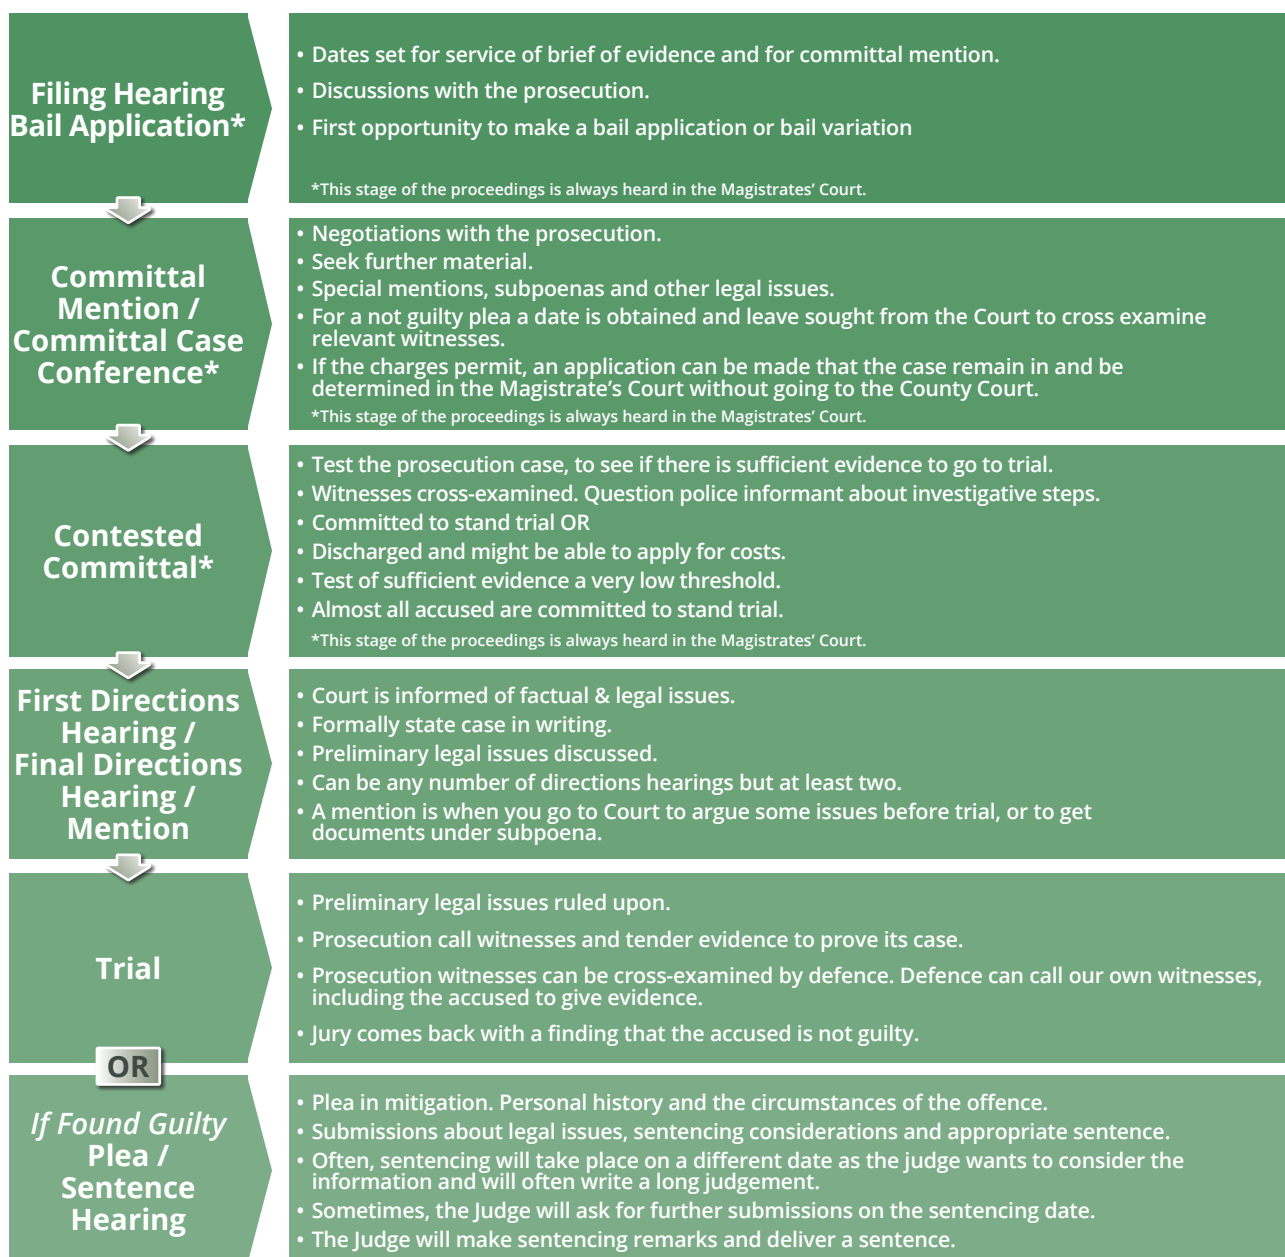 Filing Hearing
Bail Application*
• Dates set for service of brief of evidence and for committal mention.
• Discussions with the prosecution.
• First opportunity to make a bail application or bail variation
*This stage of the proceedings is always heard in the Magistrates’ Court.
Committal
Mention /
Committal Case
Conference*
• Negotiations with the prosecution.
• Seek further material.
• Special mentions, subpoenas and other legal issues.
• For a not guilty plea a date is obtained and leave sought from the Court to cross examine
relevant witnesses.
• If the charges permit, an application can be made that the case remain in and be
determined in the Magistrate’s Court without going to the County Court.
*This stage of the proceedings is always heard in the Magistrates’ Court.
Contested
Committal*
• Test the prosecution case, to see if there is sufficient evidence to go to trial.
• Witnesses cross-examined. Question police informant about investigative steps.
• Committed to stand trial OR
• Discharged and might be able to apply for costs.
• Test of sufficient evidence a very low threshold.
• Almost all accused are committed to stand trial.
*This stage of the proceedings is always heard in the Magistrates’ Court.
First Directions
Hearing /
Final Directions
Hearing /
Mention
• Court is informed of factual & legal issues.
• Formally state case in writing.
• Preliminary legal issues discussed.
• Can be any number of directions hearings but at least two.
• A mention is when you go to Court to argue some issues before trial, or to get
documents under subpoena.
Trial
• Preliminary legal issues ruled upon.
• Prosecution call witnesses and tender evidence to prove its case.
• Prosecution witnesses can be cross-examined by defence. Defence can call our own witnesses,
including the accused to give evidence.
• Jury comes back with a finding that the accused is not guilty.
OR
If Found Guilty
Plea /
Sentence
Hearing
• Plea in mitigation. Personal history and the circumstances of the offence.
• Submissions about legal issues, sentencing considerations and appropriate sentence.
• Often, sentencing will take place on a different date as the judge wants to consider the
information and will often write a long judgement.
• Sometimes, the Judge will ask for further submissions on the sentencing date.
• The Judge will make sentencing remarks and deliver a sentence.